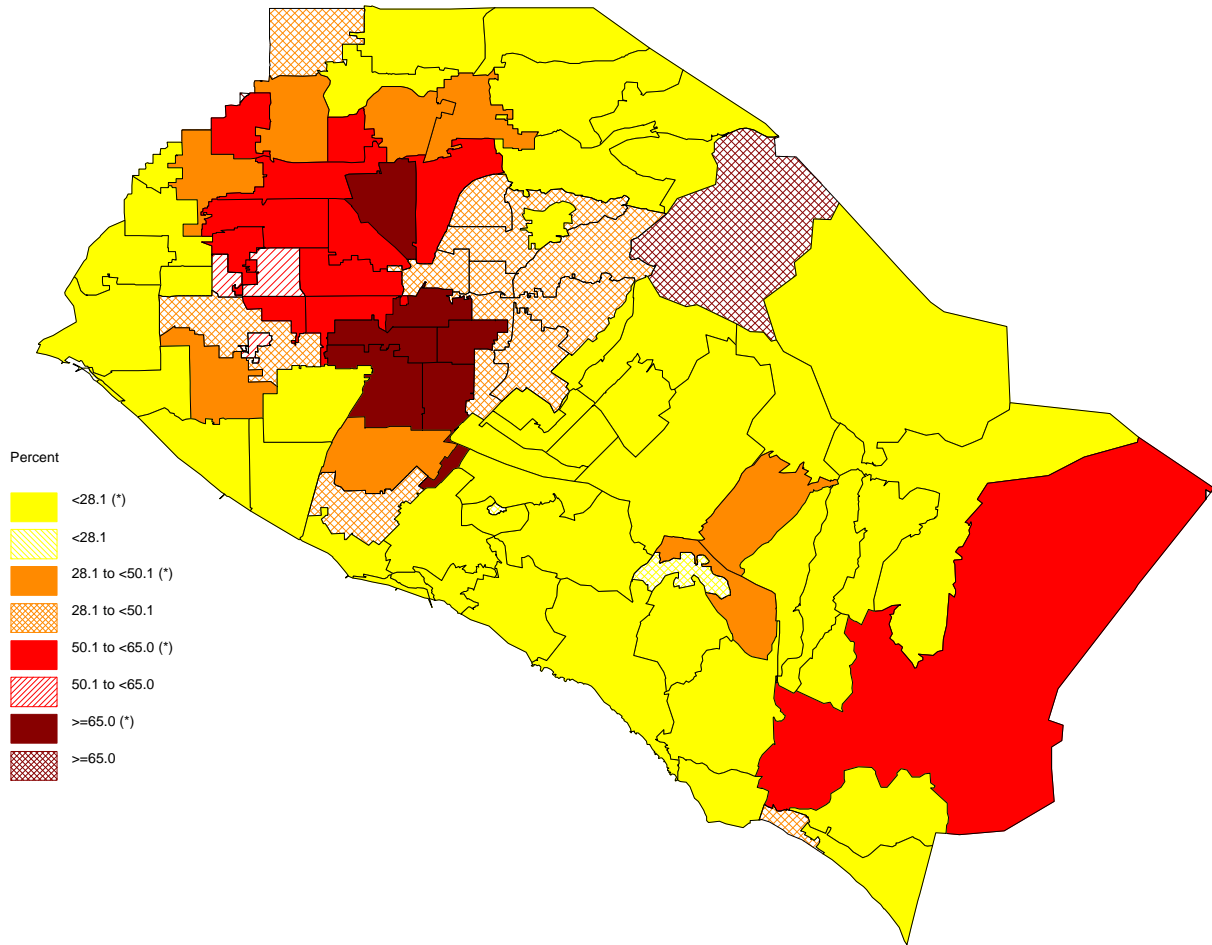 Percent
<28.1 (*)
<28.1
28.1 to <50.1 (*)
28.1 to <50.1
50.1 to <65.0 (*)
50.1 to <65.0
>=65.0 (*)
>=65.0